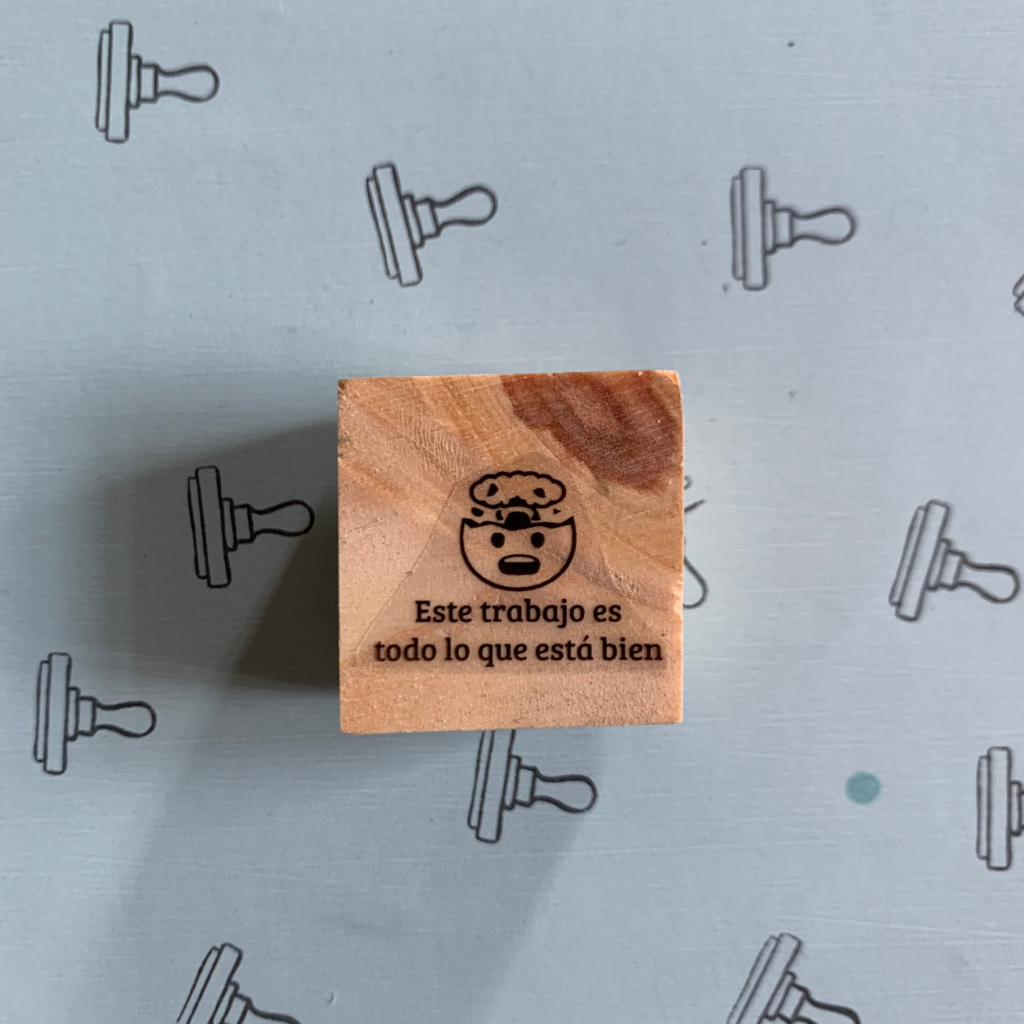 Este trabajo es
todo lo que está bien